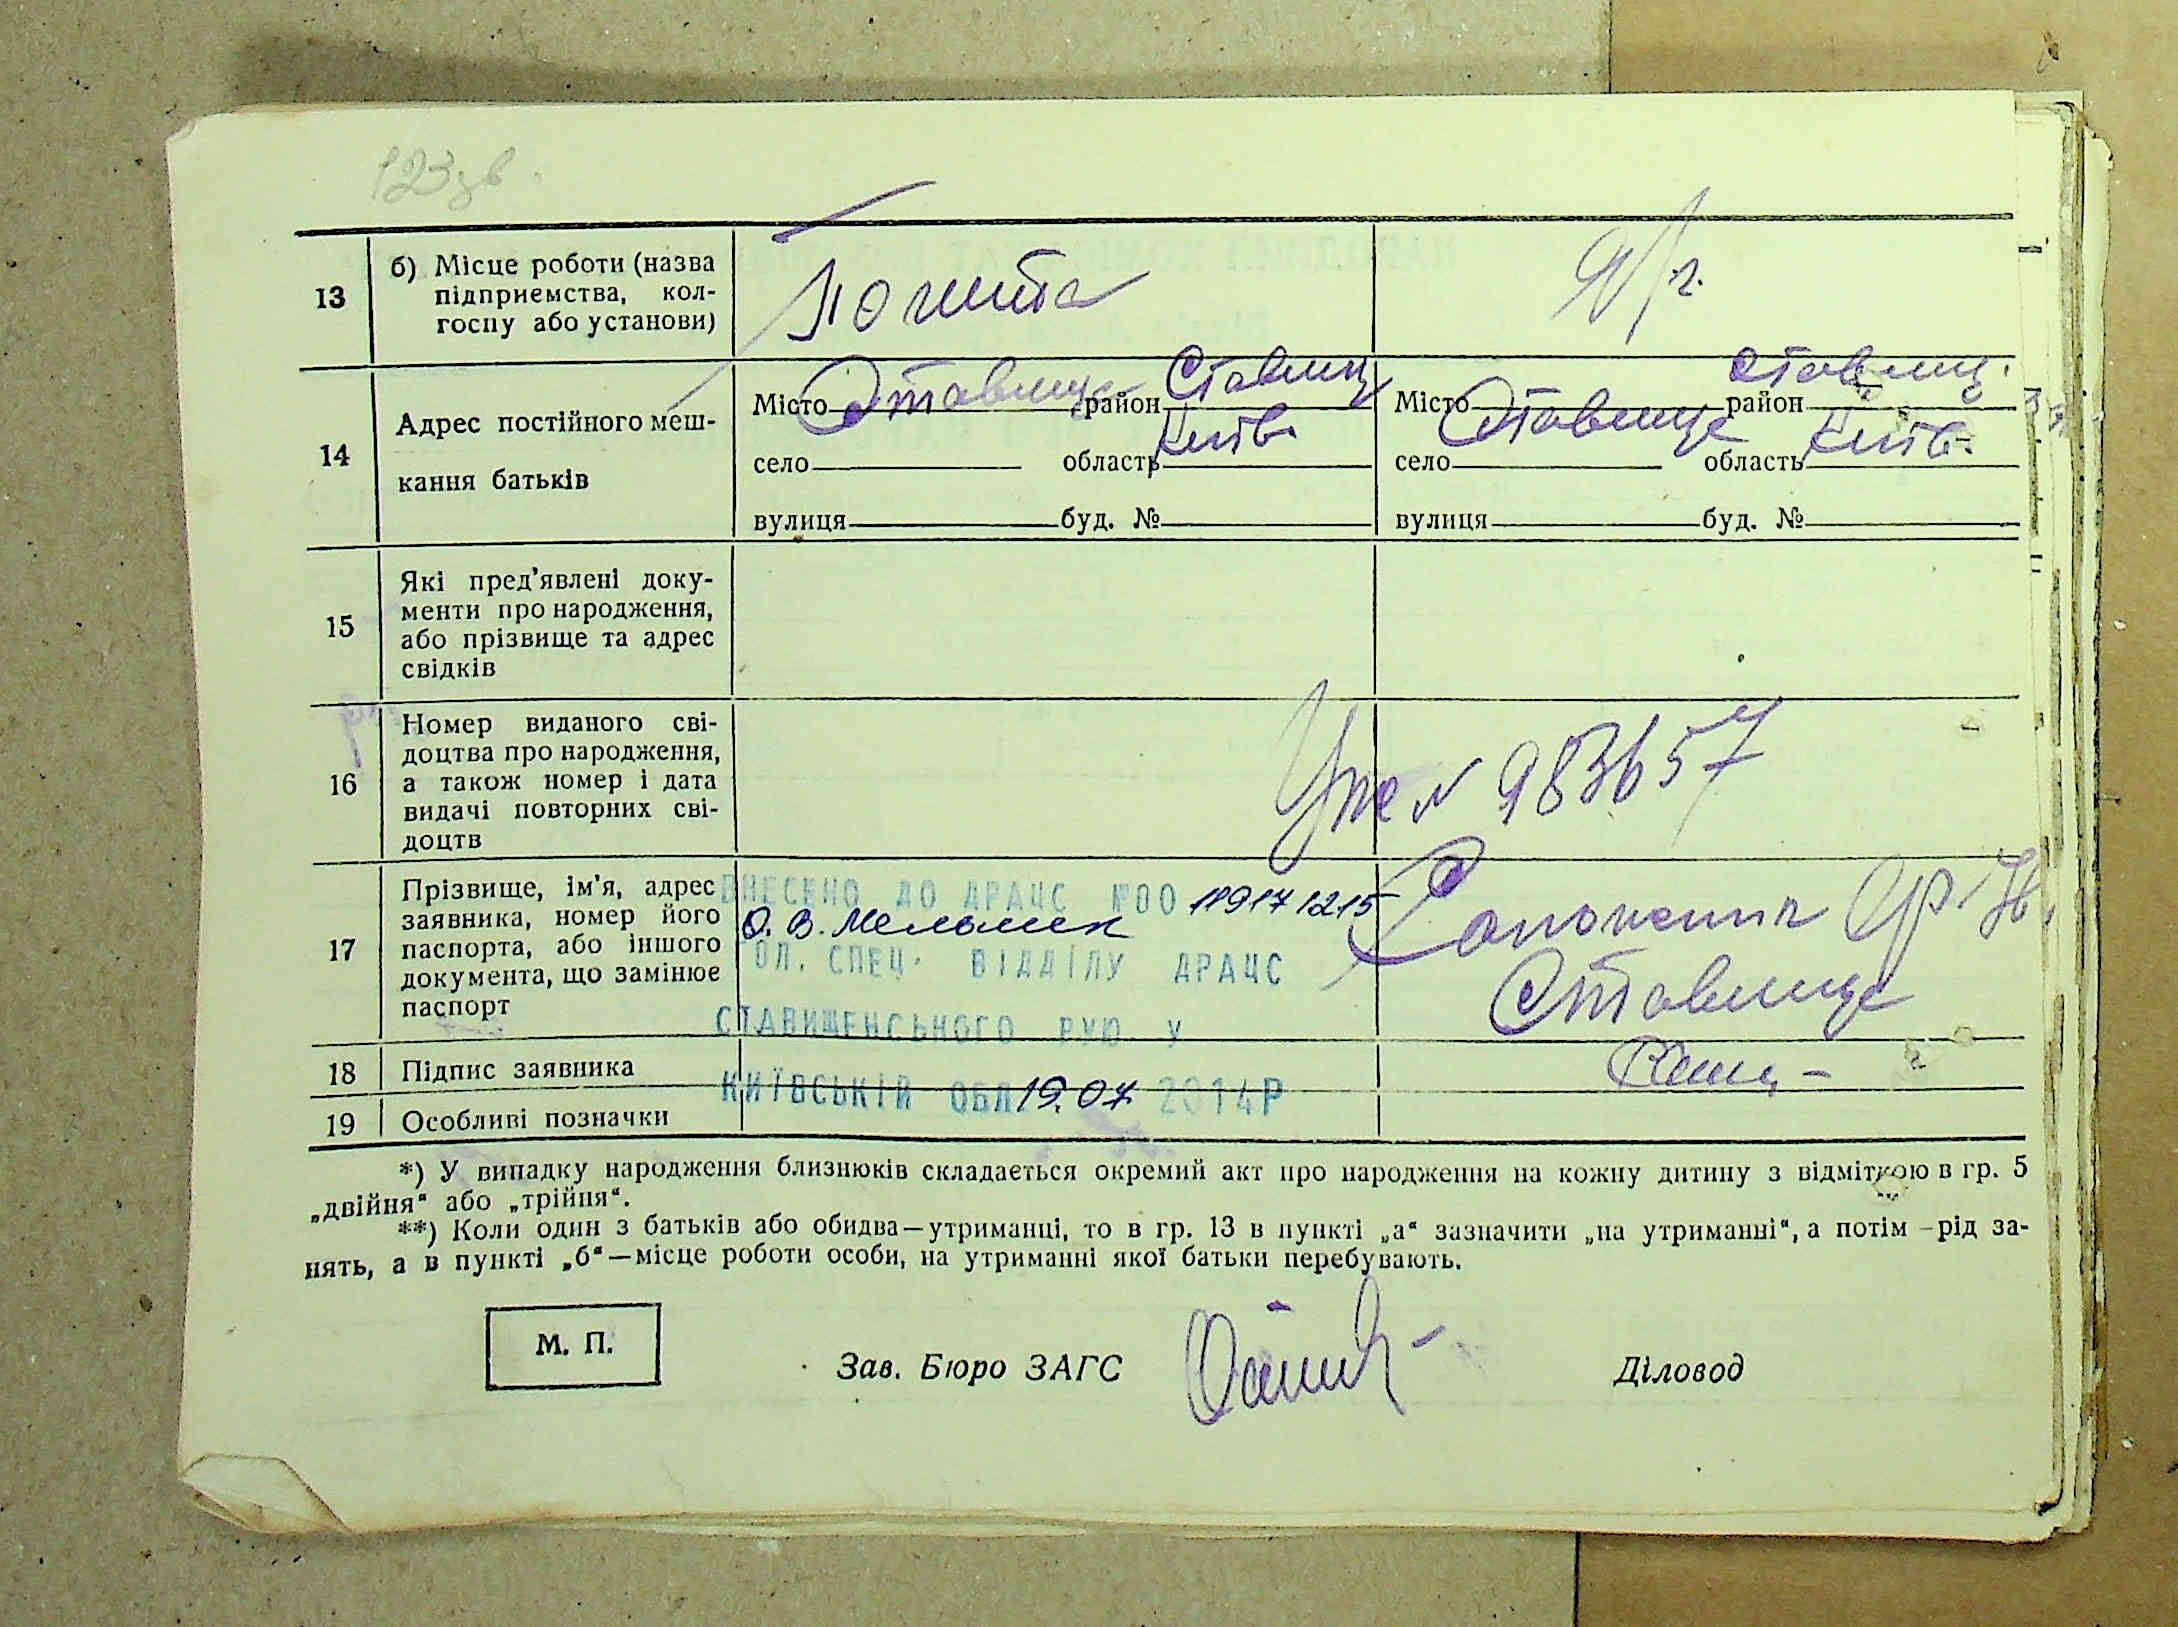 123 зв.
13
б) Місце роботи (назва
підприємства, кол-
госпу або установи)
Пошта
14
Адрес постійного меш-
кання батьків
Місто Ставище район Ставищ
село область Київ.
вулиця буд. №
Місто Ставище район Ставищ.
село область Київ.
вулиця буд. №
15
Які пред’явлені доку-
менти про народження,
або прізвище та адрес
свідків
16
Номер виданого сві-
доцтва про народження,
а також номер і дата
видачі повторних сві-
доцтв
№ 983657
17
Прізвище, ім’я, адрес
заявника, номер його
паспорта, або іншого
документа, що замінює
паспорт
ВНЕСЕНО ДО ДРАЦС №00 119171215
О. В. Мельник
ОЛ. СПЕЦ. ВІДДІЛУ ДРАЦС
СТАВИЩЕНСЬКОГО РУЮ У
КИЇВСЬКІЙ ОБЛ 19.07 2014Р
Ставище
18
Підпис заявника
19
Особливі позначки
*) У випадку народження близнюків складається окремий акт про народження на кожну дитину з відміткою в гр. 5
„двійня“ або „трійня“.
**) Коли один з батьків або обидва—утриманці, то в гр. 13 в пункті „а“ зазначити „на утриманні“, а потім –рід за-
нять, а в пункті „б“—місце роботи особи, на утриманні якої батьки перебувають.
М. П.
Зав. Бюро ЗАГС
Діловод